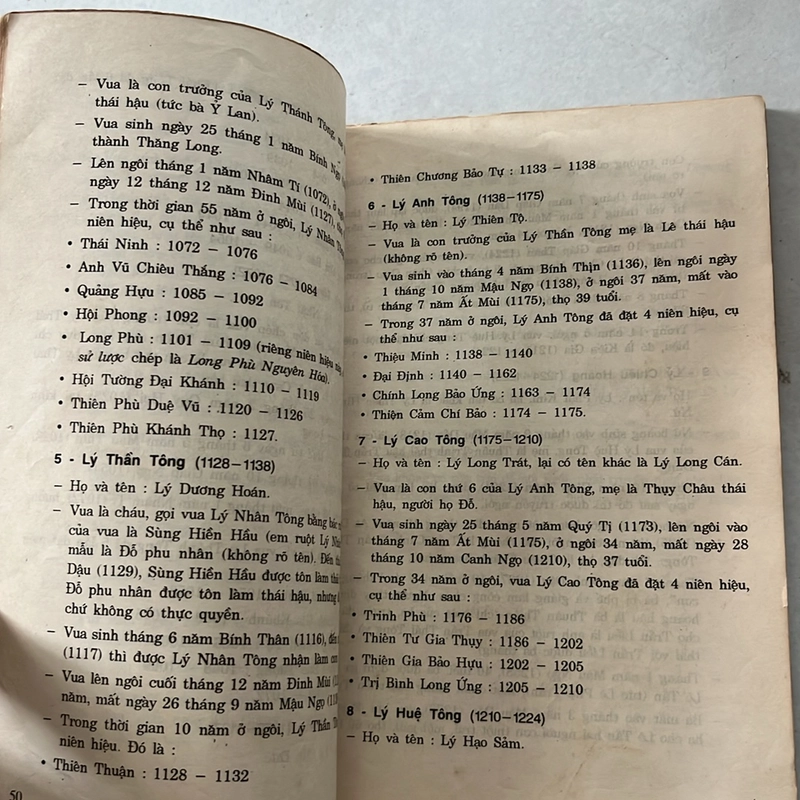 – Vua là con trưởng của Lý Thánh Tông, mẹ
thái hậu (tức bà Ỷ Lan).
– Vua sinh ngày 25 tháng 1 năm Bính Ngọ
thành Thăng Long.
– Lên ngôi tháng 1 năm Nhâm Tí (1072), ở ngôi
ngày 12 tháng 12 năm Đinh Mùi (1127),
– Trong thời gian 55 năm ở ngôi, Lý Nhân Tông
niên hiệu, cụ thể như sau :
• Thái Ninh : 1072 – 1076
• Anh Vũ Chiêu Thắng : 1076 – 1084
• Quảng Hựu : 1085 – 1092
• Hội Phong : 1092 – 1100
• Long Phù : 1101 – 1109 (riêng niên hiệu này,
sử lược chép là Long Phù Nguyên Hóa).
• Hội Tường Đại Khánh : 1110 – 1119
• Thiên Phù Duệ Vũ : 1120 – 1126
• Thiên Phù Khánh Thọ : 1127.
5 - Lý Thần Tông (1128–1138)
– Họ và tên : Lý Dương Hoán.
– Vua là cháu, gọi vua Lý Nhân Tông bằng bác
của vua là Sùng Hiền Hầu (em ruột Lý
mẫu là Đỗ phu nhân (không rõ tên). Đến
Dậu (1129), Sùng Hiền Hầu được tôn làm thái
Đỗ phu nhân được tôn làm thái hậu, nhưng
chứ không có thực quyền.
– Vua sinh tháng 6 năm Bính Thân (1116), đến
(1117) thì được Lý Nhân Tông nhận làm con
– Vua lên ngôi cuối tháng 12 năm Đinh Mùi
năm, mất ngày 26 tháng 9 năm Mậu Ngọ
– Trong thời gian 10 năm ở ngôi, Lý Thần
niên hiệu. Đó là :
• Thiên Thuận : 1128 – 1132
50
• Thiên Chương Bảo Tự : 1133 – 1138
6 - Lý Anh Tông (1138–1175)
– Họ và tên : Lý Thiên Tộ.
– Vua là con trưởng của Lý Thần Tông mẹ là Lê thái hậu
(không rõ tên).
– Vua sinh vào tháng 4 năm Bính Thịn (1136), lên ngôi ngày
1 tháng 10 năm Mậu Ngọ (1138), ở ngôi 37 năm, mất vào
tháng 7 năm Ất Mùi (1175), thọ 39 tuổi.
– Trong 37 năm ở ngôi, Lý Anh Tông đã đặt 4 niên hiệu, cụ
thể như sau :
• Thiệu Minh : 1138 – 1140
• Đại Định : 1140 – 1162
• Chính Long Bảo Ứng : 1163 – 1174
• Thiện Cảm Chí Bảo : 1174 – 1175.
7 - Lý Cao Tông (1175–1210)
– Họ và tên : Lý Long Trát, lại có tên khác là Lý Long Cán.
– Vua là con thứ 6 của Lý Anh Tông, mẹ là Thụy Châu thái
hậu, người họ Đỗ.
– Vua sinh ngày 25 tháng 5 năm Quý Tị (1173), lên ngôi vào
tháng 7 năm Ất Mùi (1175), ở ngôi 34 năm, mất ngày 28
tháng 10 năm Canh Ngọ (1210), thọ 37 tuổi.
– Trong 34 năm ở ngôi, vua Lý Cao Tông đã đặt 4 niên hiệu,
cụ thể như sau :
• Trinh Phù : 1176 – 1186
• Thiên Tư Gia Thụy : 1186 – 1202
• Thiên Gia Bảo Hựu : 1202 – 1205
• Trị Bình Long Ứng : 1205 – 1210
8 - Lý Huệ Tông (1210–1224)
– Họ và tên : Lý Hạo Sảm.